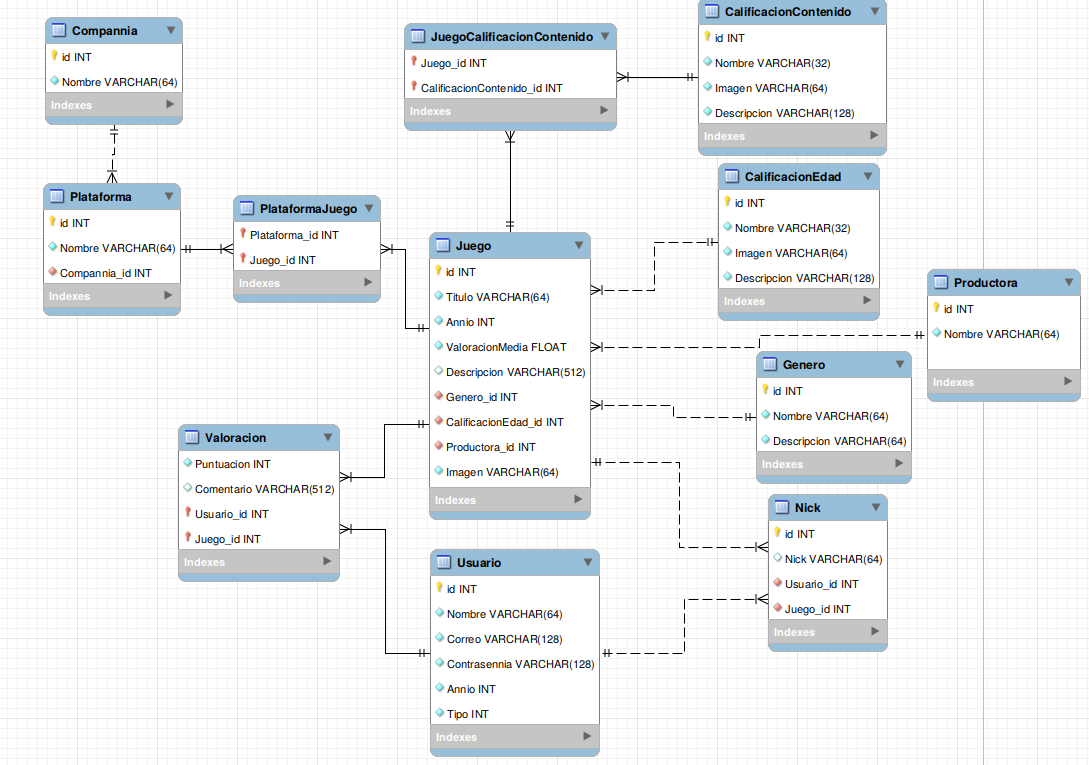 Compannia
id INT
Nombre VARCHAR(64)
Indexes
JuegoCalificacionContenido
Juego_id INT
CalificacionContenido_id INT
Indexes
CalificacionContenido
id INT
Nombre VARCHAR(32)
Imagen VARCHAR(64)
Descripcion VARCHAR(128)
Indexes
Plataforma
id INT
Nombre VARCHAR(64)
Compannia_id INT
Indexes
PlataformaJuego
Plataforma_id INT
Juego_id INT
Indexes
Juego
id INT
Titulo VARCHAR(64)
Annio INT
ValoracionMedia FLOAT
Descripcion VARCHAR(512)
Genero_id INT
CalificacionEdad_id INT
Productora_id INT
Imagen VARCHAR(64)
Indexes
CalificacionEdad
id INT
Nombre VARCHAR(32)
Imagen VARCHAR(64)
Descripcion VARCHAR(128)
Indexes
Productora
id INT
Nombre VARCHAR(64)
Indexes
Genero
id INT
Nombre VARCHAR(64)
Descripcion VARCHAR(64)
Indexes
Valoracion
Puntuacion INT
Comentario VARCHAR(512)
Usuario_id INT
Juego_id INT
Indexes
Usuario
id INT
Nombre VARCHAR(64)
Correo VARCHAR(128)
Contrasennia VARCHAR(128)
Annio INT
Tipo INT
Indexes
Nick
id INT
Nick VARCHAR(64)
Usuario_id INT
Juego_id INT
Indexes